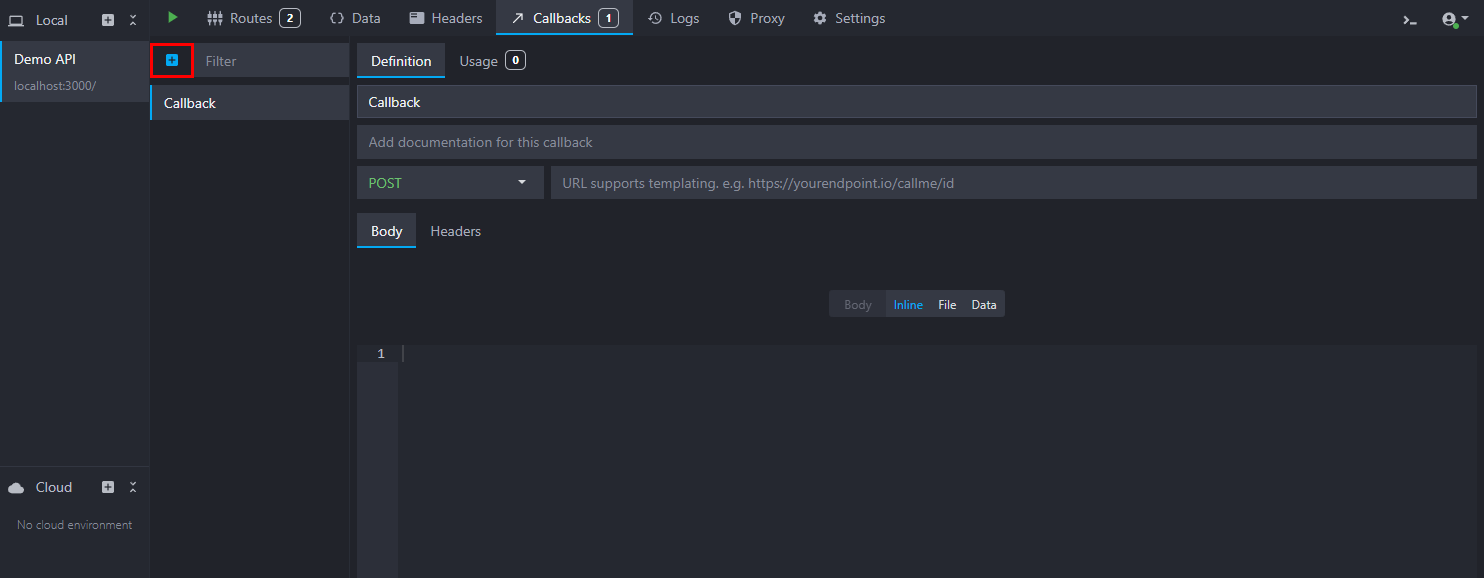 Local
Routes 2 Data Headers Callbacks 1 Logs Proxy Settings
Demo API
localhost:3000/
Filter
Callback
Definition Usage 0
Callback
Add documentation for this callback
POST URL supports templating. e.g. https://yourendpoint.io/callme/id
Body Headers
Body Inline File Data
1
Cloud
No cloud environment